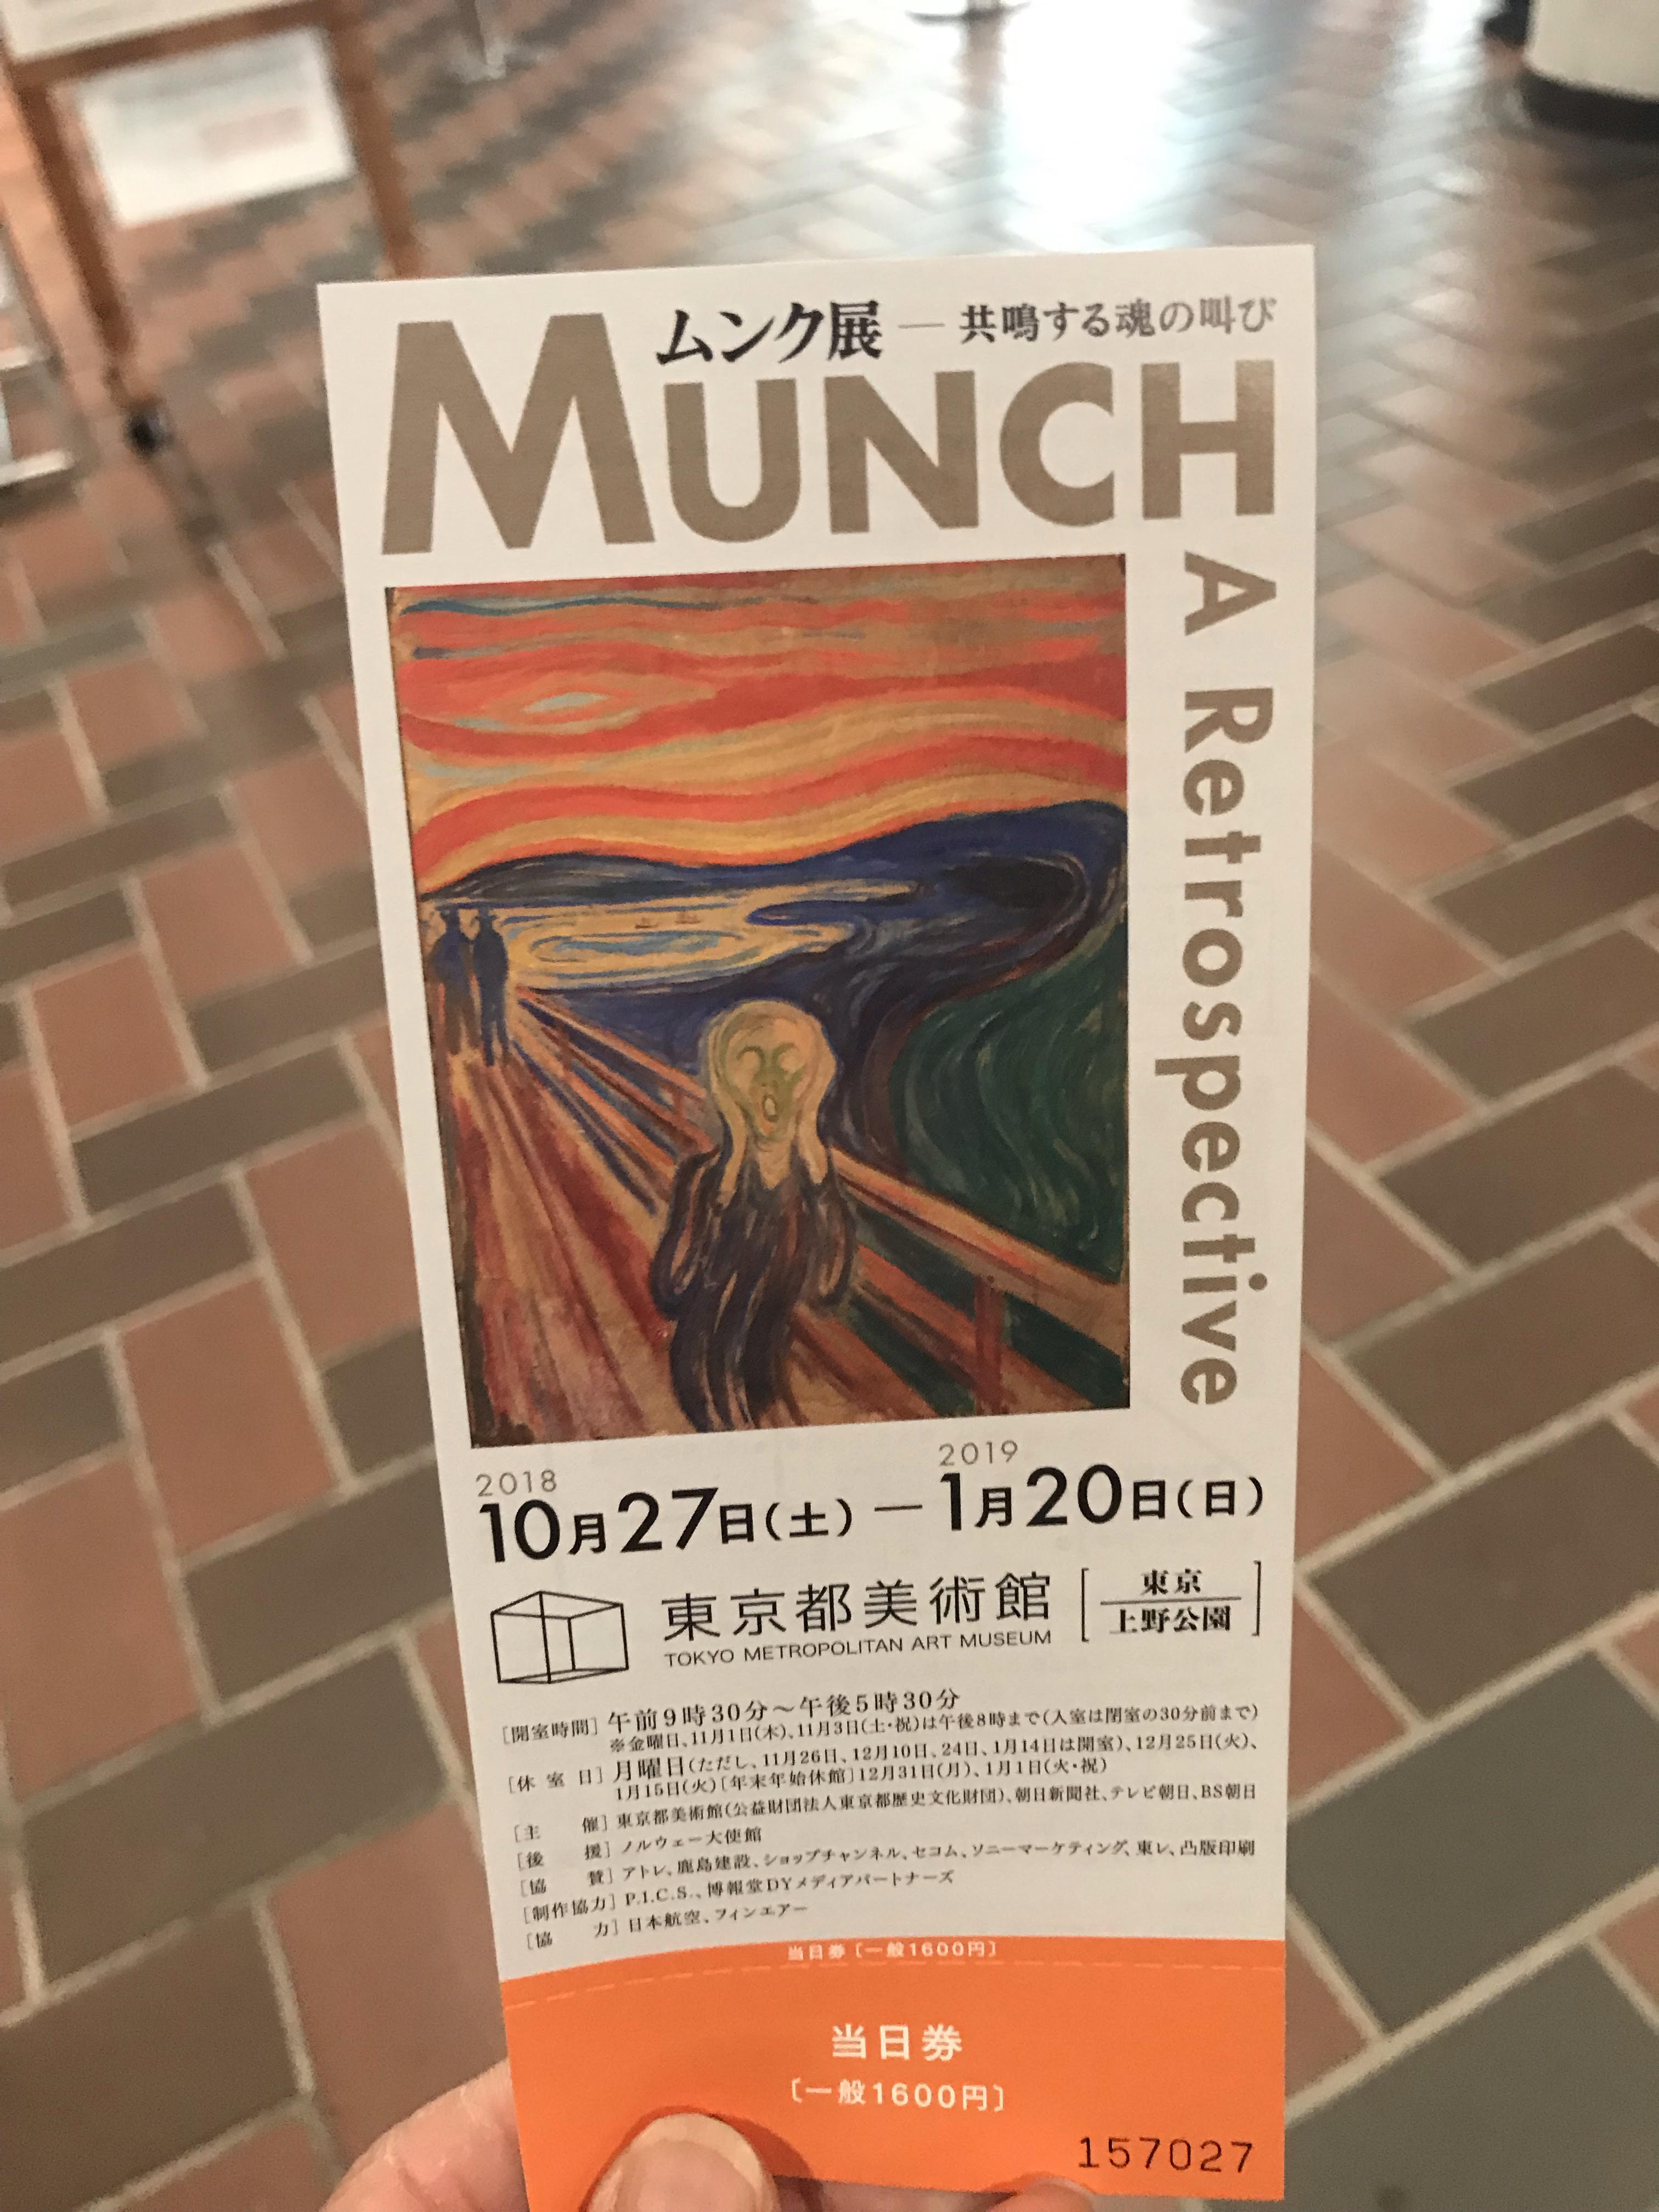 ムンク展 ― 共鳴する魂の叫び
MUNCH
A Retrospective
2018
2019
10月27日(土) ― 1月20日(日)
東京都美術館
TOKYO METROPOLITAN ART MUSEUM
東京
上野公園
[開室時間] 午前9時30分～午後5時30分
※金曜日、11月1日(木)、11月3日(土・祝)は午後8時まで(入室は閉室の30分前まで)
[休室日] 月曜日(ただし、11月26日、12月10日、24日、1月14日は開室)、12月25日(火)、
1月15日(火)[年末年始休館]12月31日(月)、1月1日(火・祝)
[主催] 東京都美術館(公益財団法人東京都歴史文化財団)、朝日新聞社、テレビ朝日、BS朝日
[後援] ノルウェー大使館
[協賛] アトレ、鹿島建設、ショップチャンネル、セコム、ソニーマーケティング、東レ、凸版印刷
[制作協力] P.I.C.S.、博報堂DYメディアパートナーズ
[協力] 日本航空、フィンエアー
当日券〔一般1600円〕
当日券
〔一般1600円〕
157027